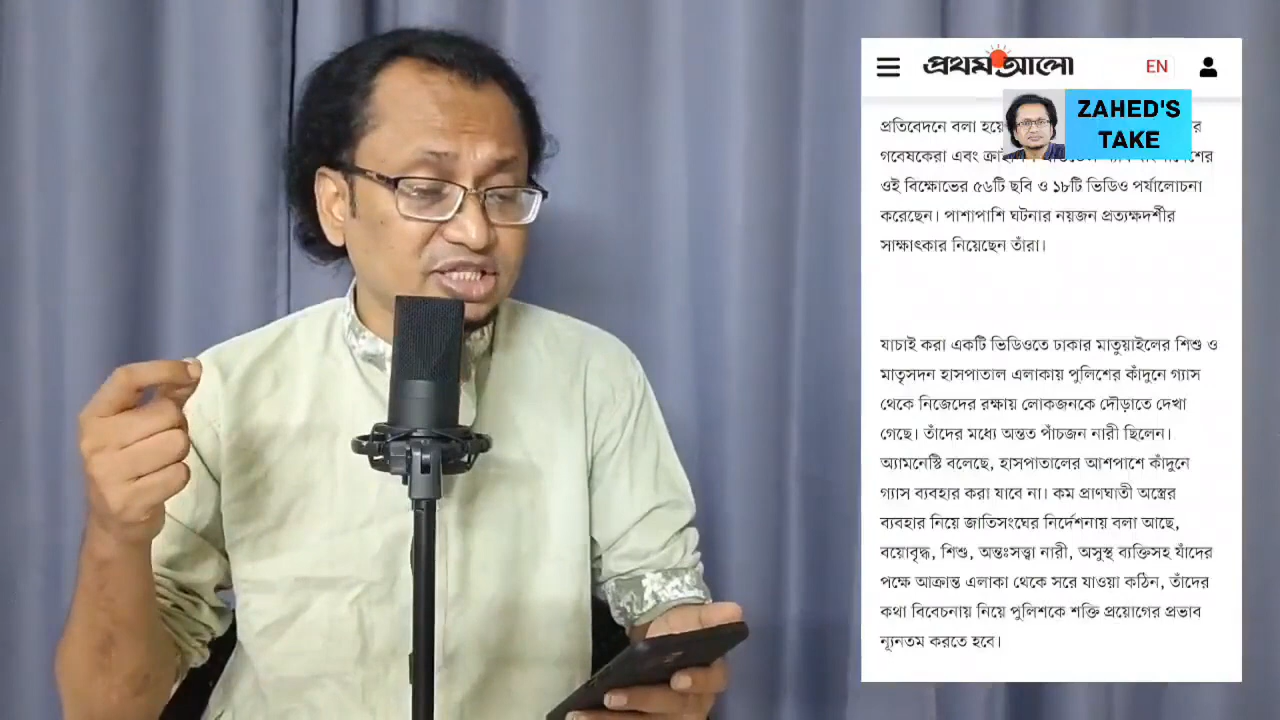 প্রথম আলো
EN
ZAHED'S
TAKE
প্রতিবেদনে বলা হয়ে
গবেষকেরা এবং
ওই বিক্ষোভের ৫৬টি ছবি ও ১৮টি ভিডিও পর্যালোচনা
করেছেন। পাশাপাশি ঘটনার নয়জন প্রত্যক্ষদর্শীর
সাক্ষাৎকার নিয়েছেন তাঁরা।
যাচাই করা একটি ভিডিওতে ঢাকার মাতুয়াইলের শিশু ও
মাতৃসদন হাসপাতাল এলাকায় পুলিশের কাঁদুনে গ্যাস
থেকে নিজেদের রক্ষায় লোকজনকে দৌড়াতে দেখা
গেছে। তাঁদের মধ্যে অন্তত পাঁচজন নারী ছিলেন।
অ্যামনেস্টি বলেছে, হাসপাতালের আশপাশে কাঁদুনে
গ্যাস ব্যবহার করা যাবে না। কম প্রাণঘাতী অস্ত্রের
ব্যবহার নিয়ে জাতিসংঘের নির্দেশনায় বলা আছে,
বয়োবৃদ্ধ, শিশু, অন্তঃসত্ত্বা নারী, অসুস্থ ব্যক্তিসহ যাঁদের
পক্ষে আক্রান্ত এলাকা থেকে সরে যাওয়া কঠিন, তাঁদের
কথা বিবেচনায় নিয়ে পুলিশকে শক্তি প্রয়োগের প্রভাব
ন্যূনতম করতে হবে।